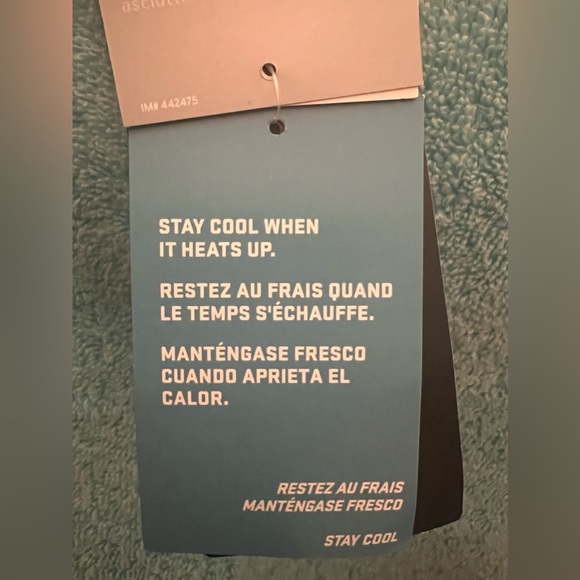 IM# 442475
STAY COOL WHEN
IT HEATS UP.
RESTEZ AU FRAIS QUAND
LE TEMPS S'ÉCHAUFFE.
MANTÉNGASE FRESCO
CUANDO APRIETA EL
CALOR.
RESTEZ AU FRAIS
MANTÉNGASE FRESCO
STAY COOL